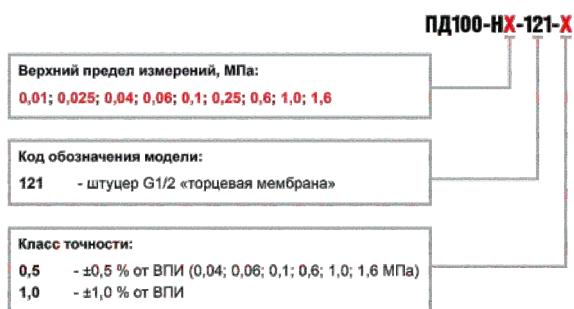 ПД100-НХ-121-Х
Верхний предел измерений, МПа:
0,01; 0,025; 0,04; 0,06; 0,1; 0,25; 0,6; 1,0; 1,6
Код обозначения модели:
121 - штуцер G1/2 «торцевая мембрана»
Класс точности:
0,5 - ±0,5 % от ВПИ (0,04; 0,06; 0,1; 0,6; 1,0; 1,6 МПа)
1,0 - ±1,0 % от ВПИ